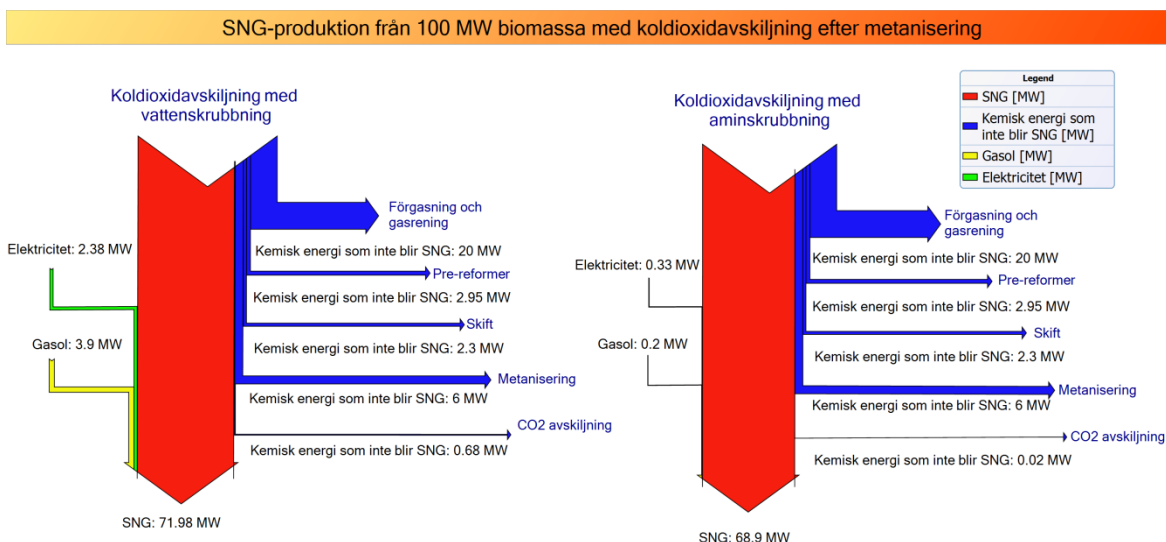 SNG-produktion från 100 MW biomassa med koldioxidavskiljning efter metanisering
Koldioxidavskiljning med
vattenskrubbning
Förgasning och
gasrening
Elektricitet: 2.38 MW
Kemisk energi som inte blir SNG: 20 MW
Pre-reformer
Kemisk energi som inte blir SNG: 2.95 MW
Skift
Gasol: 3.9 MW
Kemisk energi som inte blir SNG: 2.3 MW
Metanisering
Kemisk energi som inte blir SNG: 6 MW
CO2 avskiljning
Kemisk energi som inte blir SNG: 0.68 MW
SNG: 71.98 MW
Koldioxidavskiljning med
aminskrubbning
Förgasning och
gasrening
Elektricitet: 0.33 MW
Kemisk energi som inte blir SNG: 20 MW
Pre-reformer
Kemisk energi som inte blir SNG: 2.95 MW
Skift
Gasol: 0.2 MW
Kemisk energi som inte blir SNG: 2.3 MW
Metanisering
Kemisk energi som inte blir SNG: 6 MW
CO2 avskiljning
Kemisk energi som inte blir SNG: 0.02 MW
SNG: 68.9 MW
Legend
SNG [MW]
Kemisk energi som
inte blir SNG [MW]
Gasol [MW]
Elektricitet [MW]